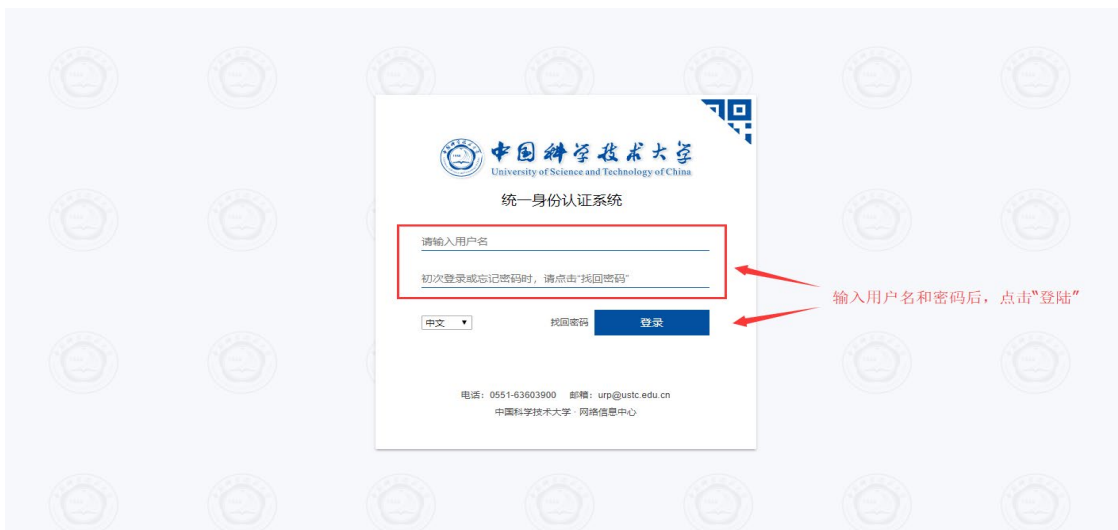 中国科学技术大学
University of Science and Technology of China
统一身份认证系统
请输入用户名
初次登录或忘记密码时，请点击“找回密码”
输入用户名和密码后，点击“登陆”
中文
找回密码
登录
电话：0551-63603900 邮箱：urp@ustc.edu.cn
中国科学技术大学 · 网络信息中心